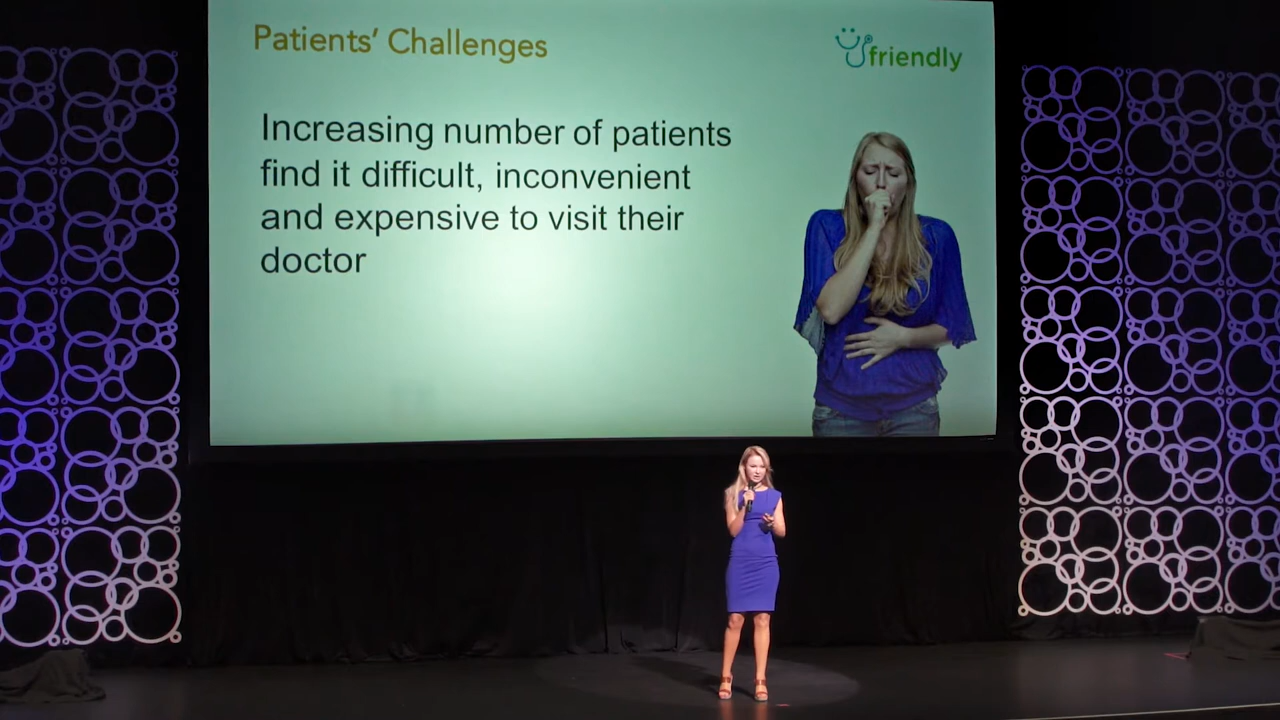 Patients' Challenges
friendly
Increasing number of patients
find it difficult, inconvenient
and expensive to visit their
doctor